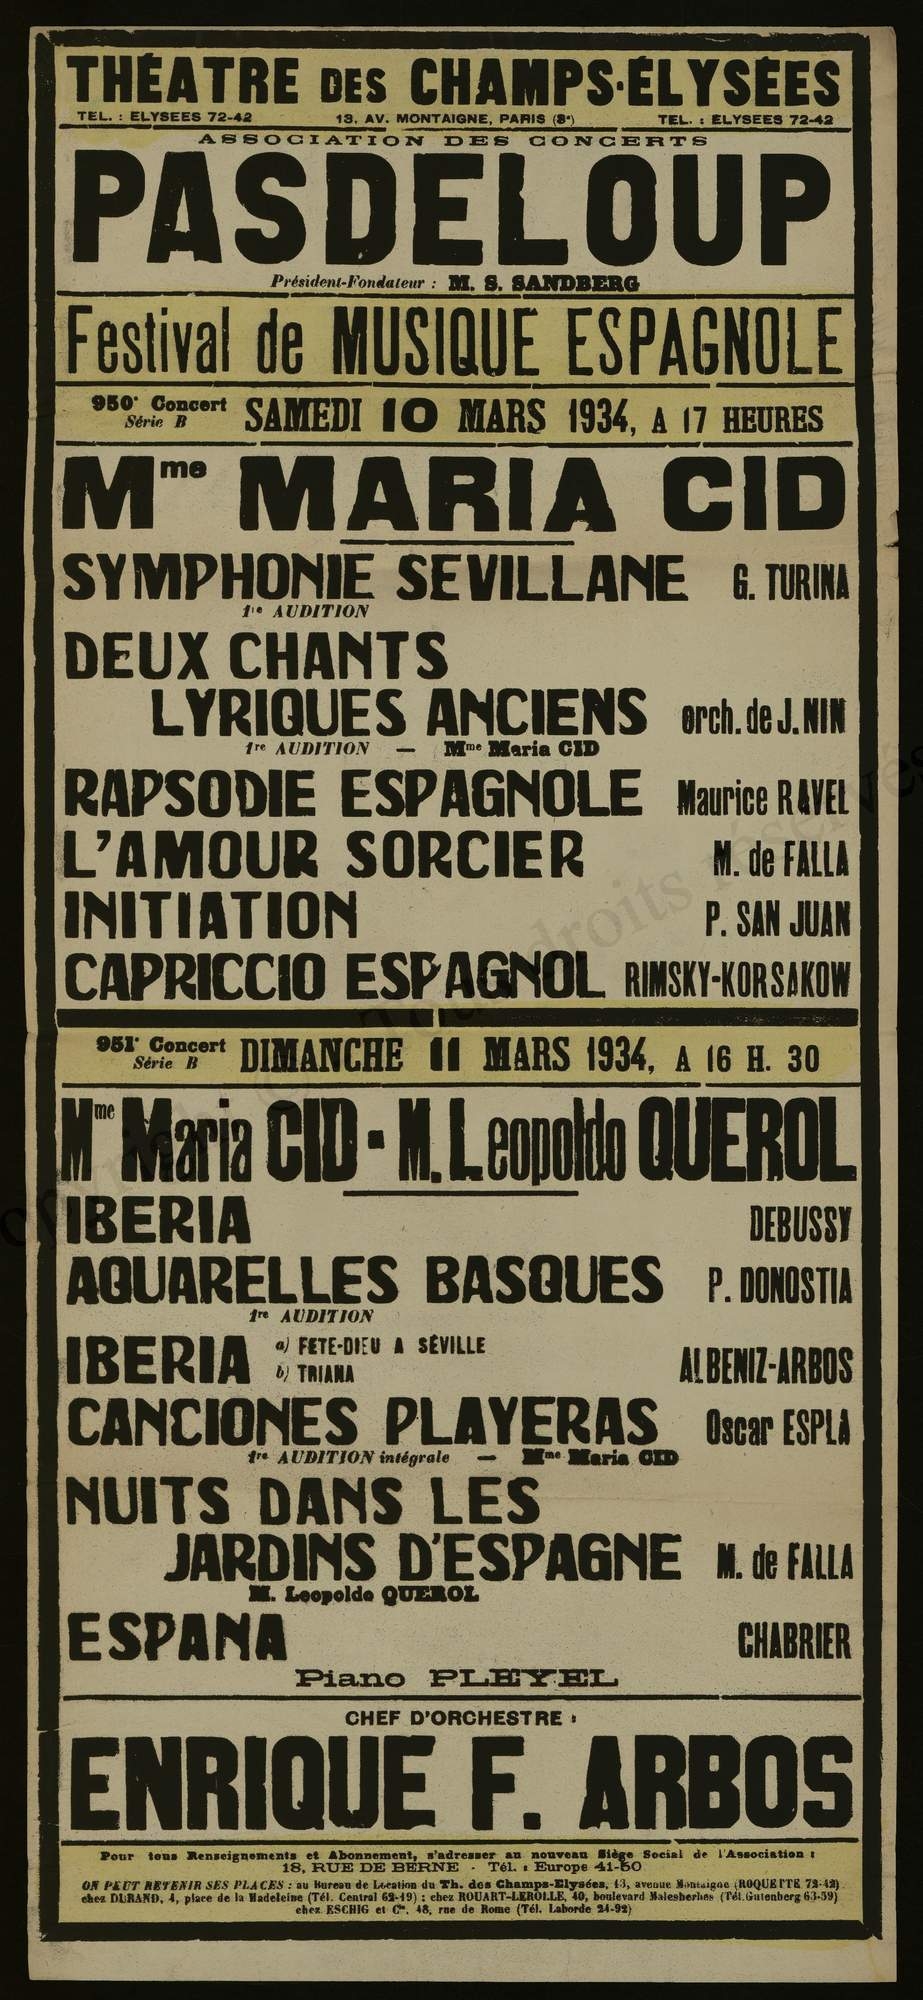 THÉATRE DES CHAMPS-ÉLYSÉES
TEL. : ELYSEES 72-42 13, AV. MONTAIGNE, PARIS (8e) TEL. : ELYSEES 72-42
ASSOCIATION DES CONCERTS
PASDELOUP
Président-Fondateur : M. S. SANDBERG
Festival de MUSIQUE ESPAGNOLE
950e Concert
Série B
SAMEDI 10 MARS 1934, A 17 HEURES
Mme MARIA CID
SYMPHONIE SEVILLANE G. TURINA
1re AUDITION
DEUX CHANTS
LYRIQUES ANCIENS orch. de J. NIN
1re AUDITION — Mme Maria CID
RAPSODIE ESPAGNOLE Maurice RAVEL
L'AMOUR SORCIER M. de FALLA
INITIATION P. SAN JUAN
CAPRICCIO ESPAGNOL RIMSKY-KORSAKOW
951e Concert
Série B
DIMANCHE 11 MARS 1934, A 16 H. 30
Mme Maria CID - M. Leopoldo QUEROL
IBERIA DEBUSSY
AQUARELLES BASQUES P. DONOSTIA
1re AUDITION
IBERIA a) FETE-DIEU A SÉVILLE
b) TRIANA
ALBENIZ-ARBOS
CANCIONES PLAYERAS Oscar ESPLA
1re AUDITION intégrale — Mme Maria CID
NUITS DANS LES
JARDINS D'ESPAGNE M. de FALLA
M. Leopoldo QUEROL
ESPANA CHABRIER
Piano PLEYEL
CHEF D'ORCHESTRE :
ENRIQUE F. ARBOS
Pour tous Renseignements et Abonnement, s'adresser au nouveau Siège Social de l'Association :
18, RUE DE BERNE - Tél. : Europe 41-50
ON PEUT RETENIR SES PLACES : au Bureau de Location du Th. des Champs-Elysées, 13, avenue Montaigne (ROQUETTE 72-42)
chez DURAND, 4, place de la Madeleine (Tél. Central 62-19) : chez ROUART-LEROLLE, 40, boulevard Malesherbes (Tél. Gutenberg 63-59)
chez ESCHIG et Cie, 48, rue de Rome (Tél. Laborde 24-92)
Copyright © Tous droits réservés